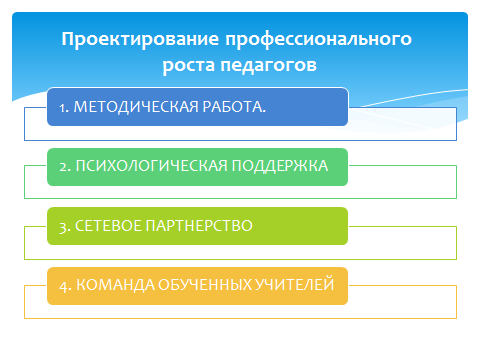 Проектирование профессионального
роста педагогов
1. МЕТОДИЧЕСКАЯ РАБОТА.
2. ПСИХОЛОГИЧЕСКАЯ ПОДДЕРЖКА
3. СЕТЕВОЕ ПАРТНЕРСТВО
4. КОМАНДА ОБУЧЕННЫХ УЧИТЕЛЕЙ